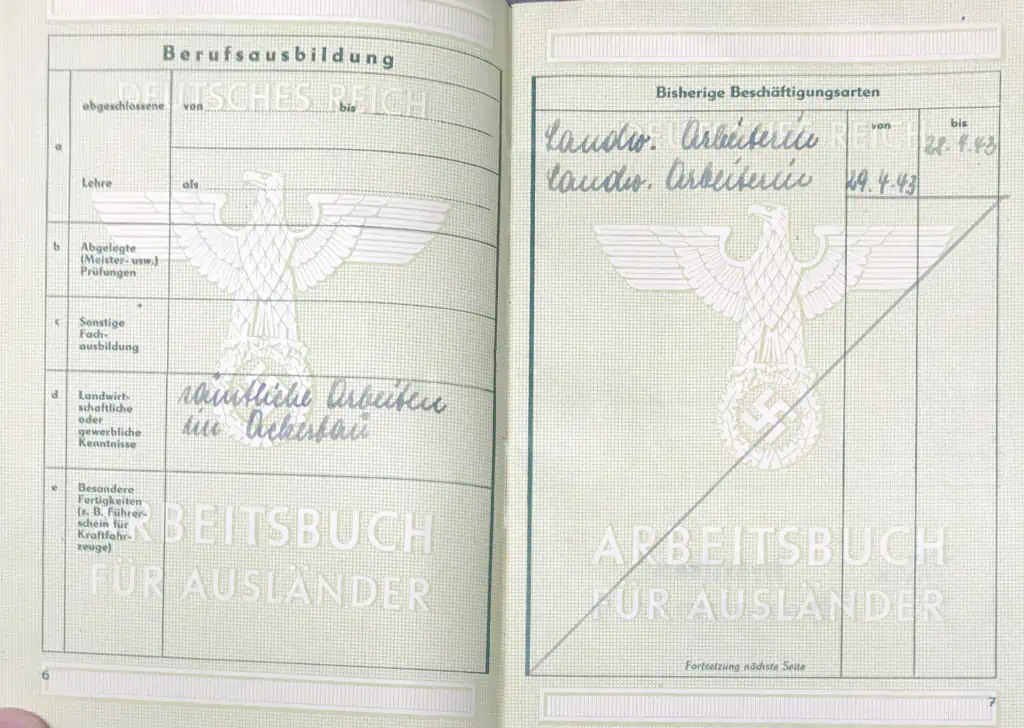 Berufsausbildung
DEUTSCHES REICH
a
abgeschlossene
von bis
Lehre
als
b
Abgelegte
(Meister- usw.)
Prüfungen
c
Sonstige
Fach-
ausbildung
d
Landwirt-
schaftliche
oder
gewerbliche
Kenntnisse
sämtliche Arbeiten
im Ackerbau
e
Besondere
Fertigkeiten
(z. B. Führer-
schein für
Kraftfahr-
zeuge)
ARBEITSBUCH
FÜR AUSLÄNDER
6
Bisherige Beschäftigungsarten
DEUTSCHES REICH
von
bis
Landw. Arbeiterin 28.4.43
Landw. Arbeiterin 29.4.43
ARBEITSBUCH
FÜR AUSLÄNDER
Fortsetzung nächste Seite
7